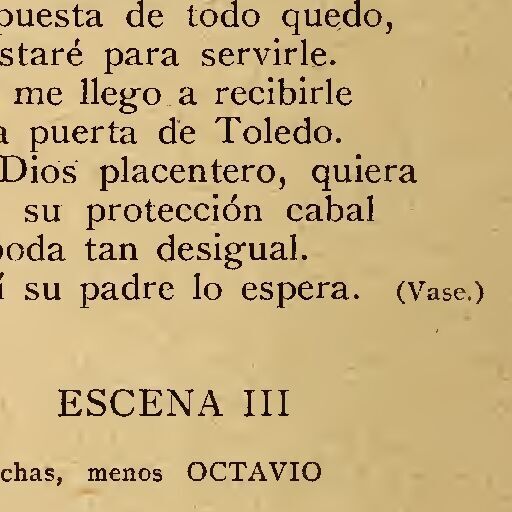 puesta de todo quedo,
staré para servirle.
me llego a recibirle
a puerta de Toledo.
Dios placentero, quiera
su protección cabal
boda tan desigual.
í su padre lo espera. (Vase.)
ESCENA III
chas, menos OCTAVIO